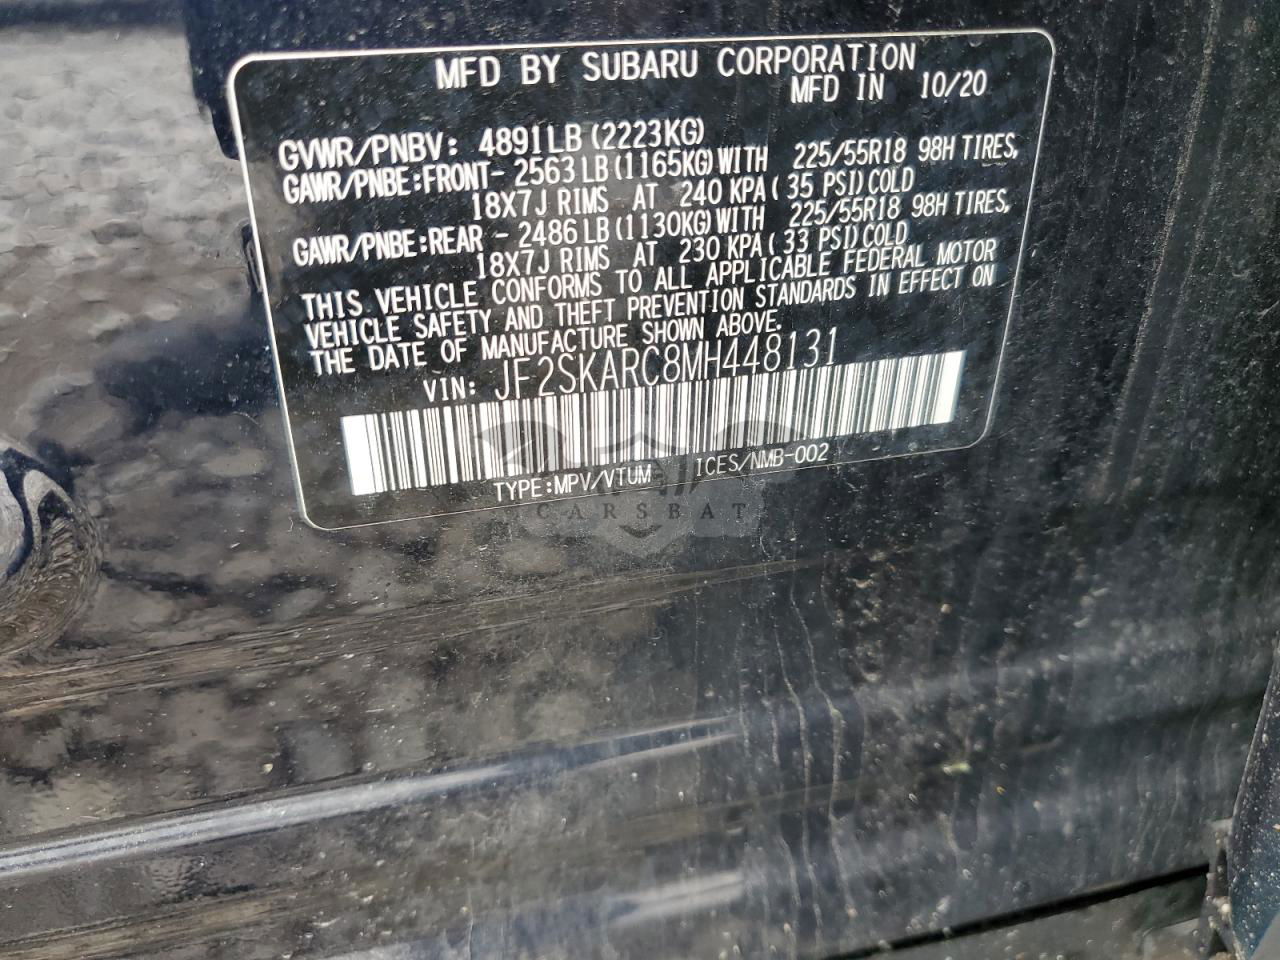 MFD BY SUBARU CORPORATION
MFD IN 10/20
GVWR/PNBV: 4891LB (2223KG)
GAWR/PNBE:FRONT- 2563LB (1165KG) WITH 225/55R18 98H TIRES,
18X7J RIMS AT 240 KPA ( 35 PSI) COLD
GAWR/PNBE:REAR - 2486LB (1130KG) WITH 225/55R18 98H TIRES,
18X7J RIMS AT 230 KPA ( 33 PSI) COLD
THIS VEHICLE CONFORMS TO ALL APPLICABLE FEDERAL MOTOR
VEHICLE SAFETY AND THEFT PREVENTION STANDARDS IN EFFECT ON
THE DATE OF MANUFACTURE SHOWN ABOVE.
VIN: JF2SKARC8MH448131
TYPE:MPV/VTUM ICES/NMB-002
CARSBAT